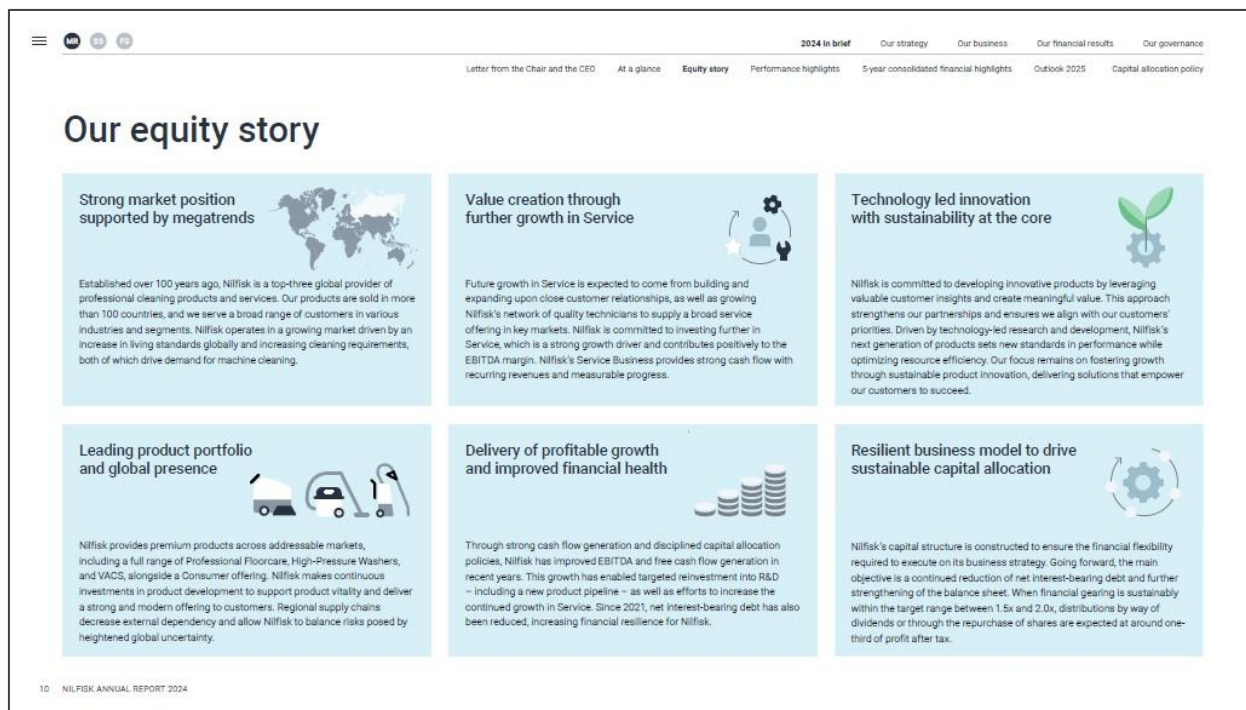 MR GS FS
2024 in brief Our strategy Our business Our financial results Our governance
Letter from the Chair and the CEO At a glance Equity story Performance highlights 5-year consolidated financial highlights Outlook 2025 Capital allocation policy
Our equity story
Strong market position
supported by megatrends
Established over 100 years ago, Nilfisk is a top-three global provider of
professional cleaning products and services. Our products are sold in more
than 100 countries, and we serve a broad range of customers in various
industries and segments. Nilfisk operates in a growing market driven by an
increase in living standards globally and increasing cleaning requirements,
both of which drive demand for machine cleaning.
Value creation through
further growth in Service
Future growth in Service is expected to come from building and
expanding upon close customer relationships, as well as growing
Nilfisk's network of quality technicians to supply a broad service
offering in key markets. Nilfisk is committed to investing further in
Service, which is a strong growth driver and contributes positively to the
EBITDA margin. Nilfisk's Service Business provides strong cash flow with
recurring revenues and measurable progress.
Technology led innovation
with sustainability at the core
Nilfisk is committed to developing innovative products by leveraging
valuable customer insights and create meaningful value. This approach
strengthens our partnerships and ensures we align with our customers'
priorities. Driven by technology-led research and development, Nilfisk's
next generation of products sets new standards in performance while
optimizing resource efficiency. Our focus remains on fostering growth
through sustainable product innovation, delivering solutions that empower
our customers to succeed.
Leading product portfolio
and global presence
Nilfisk provides premium products across addressable markets,
including a full range of Professional Floorcare, High-Pressure Washers,
and VACS, alongside a Consumer offering. Nilfisk makes continuous
investments in product development to support product vitality and deliver
a strong and modern offering to customers. Regional supply chains
decrease external dependency and allow Nilfisk to balance risks posed by
heightened global uncertainty.
Delivery of profitable growth
and improved financial health
Through strong cash flow generation and disciplined capital allocation
policies, Nilfisk has improved EBITDA and free cash flow generation in
recent years. This growth has enabled targeted reinvestment into R&D
– including a new product pipeline – as well as efforts to increase the
continued growth in Service. Since 2021, net interest-bearing debt has also
been reduced, increasing financial resilience for Nilfisk.
Resilient business model to drive
sustainable capital allocation
Nilfisk's capital structure is constructed to ensure the financial flexibility
required to execute on its business strategy. Going forward, the main
objective is a continued reduction of net interest-bearing debt and further
strengthening of the balance sheet. When financial gearing is sustainably
within the target range between 1.5x and 2.0x, distributions by way of
dividends or through the repurchase of shares are expected at around one-
third of profit after tax.
10 NILFISK ANNUAL REPORT 2024